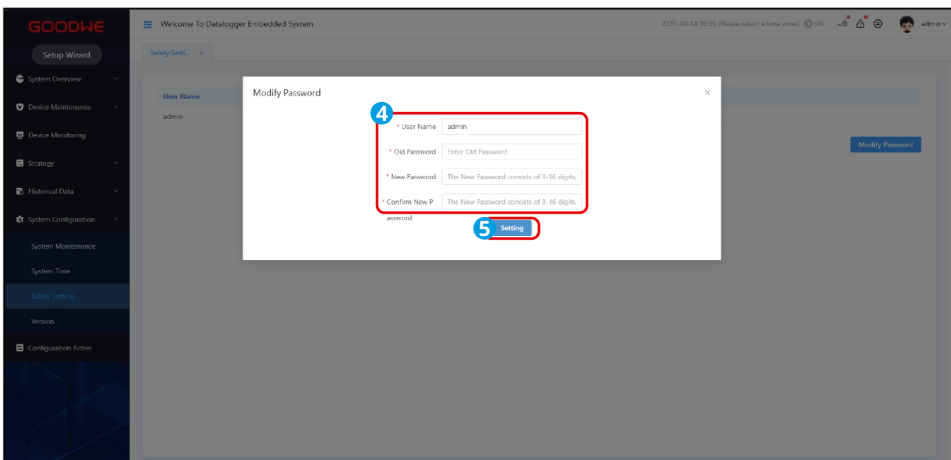 GOODWE
Welcome To Datalogger Embedded System
2025-10-14 10:15 (Please select a time zone) EN
admin
Setup Wizard
Safety Setti... ×
System Overview
Device Maintenance
Device Monitoring
Strategy
Historical Data
System Configuration
System Maintenance
System Time
Safety Setting
Version
Configuration Active
User Name
admin
Modify Password
Modify Password ×
4
* User Name admin
* Old Password Enter Old Password
* New Password The New Password consists of 8-16 digits,
* Confirm New P
assword
The New Password consists of 8-16 digits,
5 Setting